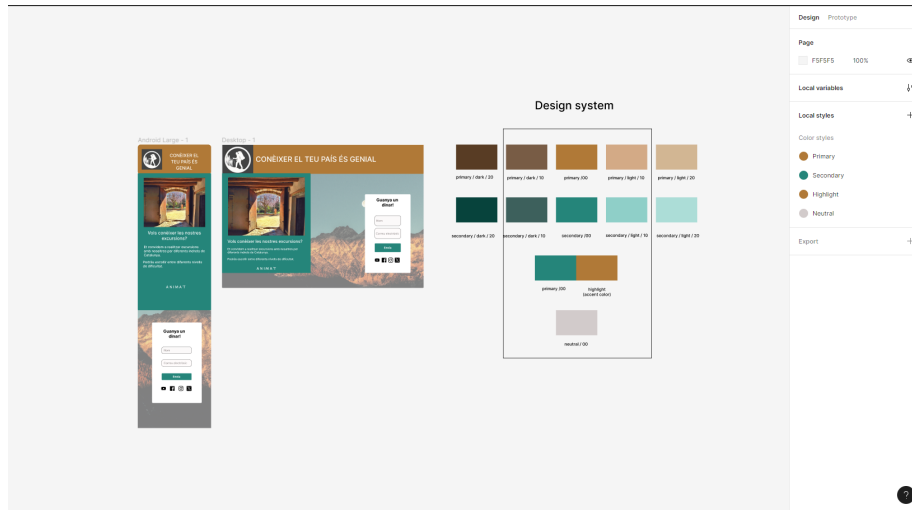 Design Prototype
Page
F5F5F5 100%
Local variables
Local styles
Color styles
Primary
Secondary
Highlight
Neutral
Export
?
Design system
primary / dark / 20
primary / dark / 10
primary /00
primary / light / 10
primary / light / 20
secondary / dark / 20
secondary / dark / 10
secondary /00
secondary / light / 10
secondary / light / 20
primary /00
highlight
(accent color)
neutral / 00
Android Large - 1
CONÈIXER EL
TEU PAÍS ÉS
GENIAL
Vols conèixer les nostres
excursions?
Guanya un
dinar!
Nom
Envia
Desktop - 1
CONÈIXER EL TEU PAÍS ÉS GENIAL
Vols conèixer les nostres excursions?
Guanya un
dinar!
Nom
Envia